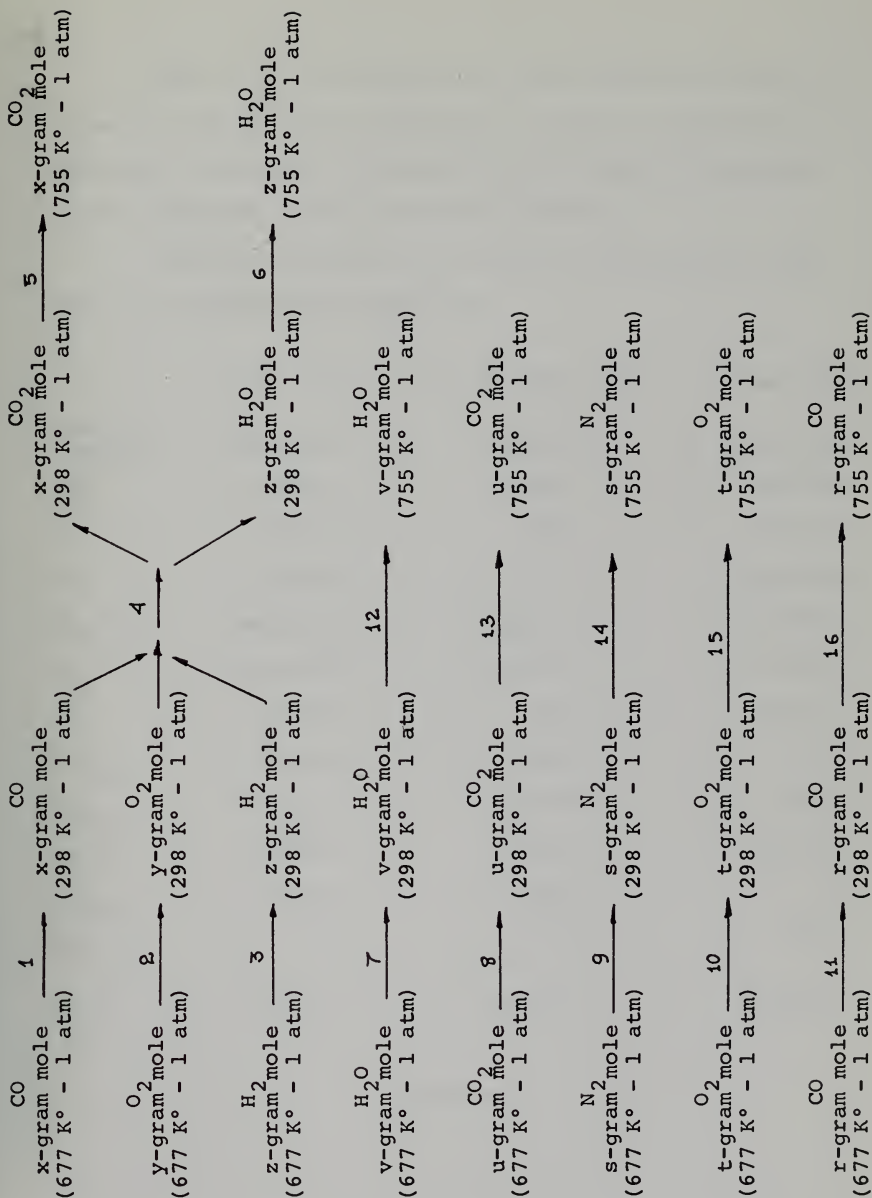 CO CO CO₂ CO₂
x-gram mole 1 x-gram mole x-gram mole 5 x-gram mole
(677 K° - 1 atm) (298 K° - 1 atm) (298 K° - 1 atm) (755 K° - 1 atm)
O₂ O₂
y-gram mole 2 y-gram mole 4
(677 K° - 1 atm) (298 K° - 1 atm)
H₂ H₂ H₂O H₂O
z-gram mole 3 z-gram mole z-gram mole 6 z-gram mole
(677 K° - 1 atm) (298 K° - 1 atm) (298 K° - 1 atm) (755 K° - 1 atm)
H₂O H₂O H₂O
v-gram mole 7 v-gram mole 12 v-gram mole
(677 K° - 1 atm) (298 K° - 1 atm) (755 K° - 1 atm)
CO₂ CO₂ CO₂
u-gram mole 8 u-gram mole 13 u-gram mole
(677 K° - 1 atm) (298 K° - 1 atm) (755 K° - 1 atm)
N₂ N₂ N₂
s-gram mole 9 s-gram mole 14 s-gram mole
(677 K° - 1 atm) (298 K° - 1 atm) (755 K° - 1 atm)
O₂ O₂ O₂
t-gram mole 10 t-gram mole 15 t-gram mole
(677 K° - 1 atm) (298 K° - 1 atm) (755 K° - 1 atm)
CO CO CO
r-gram mole 11 r-gram mole 16 r-gram mole
(677 K° - 1 atm) (298 K° - 1 atm) (755 K° - 1 atm)